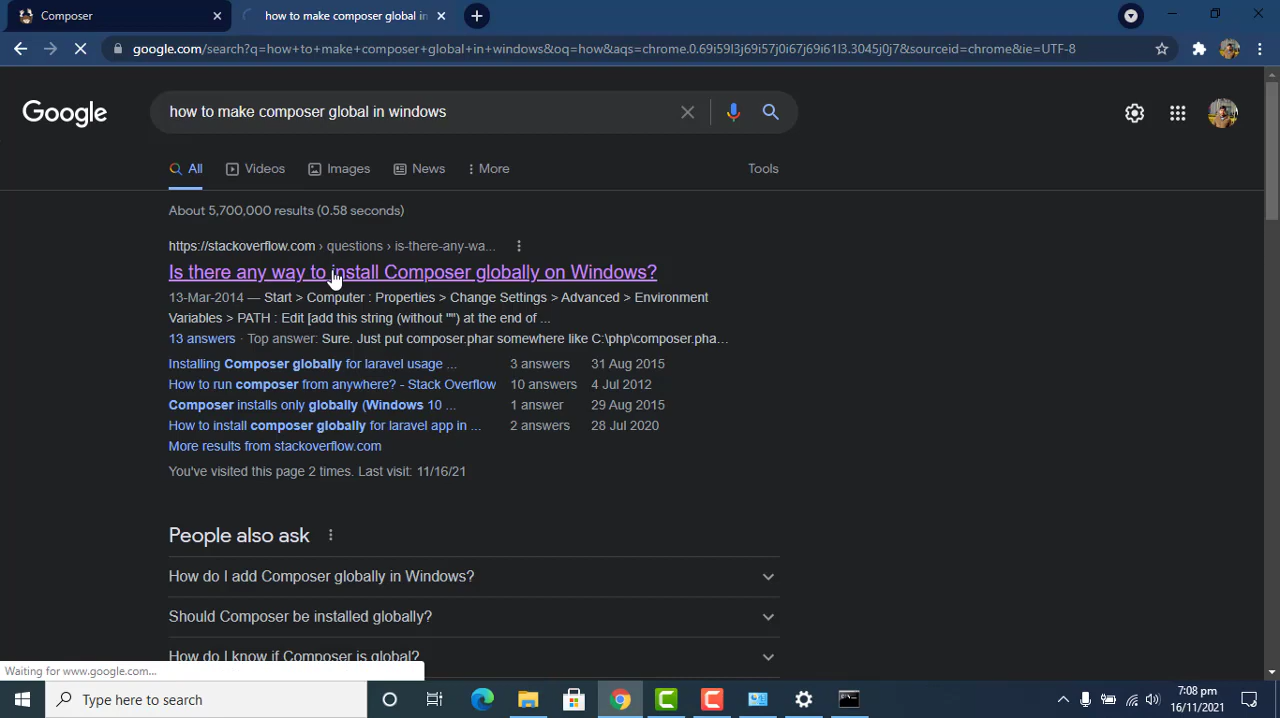 Composer
how to make composer global in
google.com/search?q=how+to+make+composer+global+in+windows&oq=how&aqs=chrome.0.69i59l3j69i57j0i67j69i61l3.3045j0j7&sourceid=chrome&ie=UTF-8
Google
how to make composer global in windows
All
Videos
Images
News
More
Tools
About 5,700,000 results (0.58 seconds)
https://stackoverflow.com › questions › is-there-any-wa...
Is there any way to install Composer globally on Windows?
13-Mar-2014 — Start > Computer : Properties > Change Settings > Advanced > Environment
Variables > PATH : Edit [add this string (without "") at the end of ...
13 answers · Top answer: Sure. Just put composer.phar somewhere like C:\php\composer.pha...
Installing Composer globally for laravel usage ... 3 answers 31 Aug 2015
How to run composer from anywhere? - Stack Overflow 10 answers 4 Jul 2012
Composer installs only globally (Windows 10 ... 1 answer 29 Aug 2015
How to install composer globally for laravel app in ... 2 answers 28 Jul 2020
More results from stackoverflow.com
You've visited this page 2 times. Last visit: 11/16/21
People also ask
How do I add Composer globally in Windows?
Should Composer be installed globally?
How do I know if Composer is global?
Waiting for www.google.com...
Type here to search
7:08 pm
16/11/2021